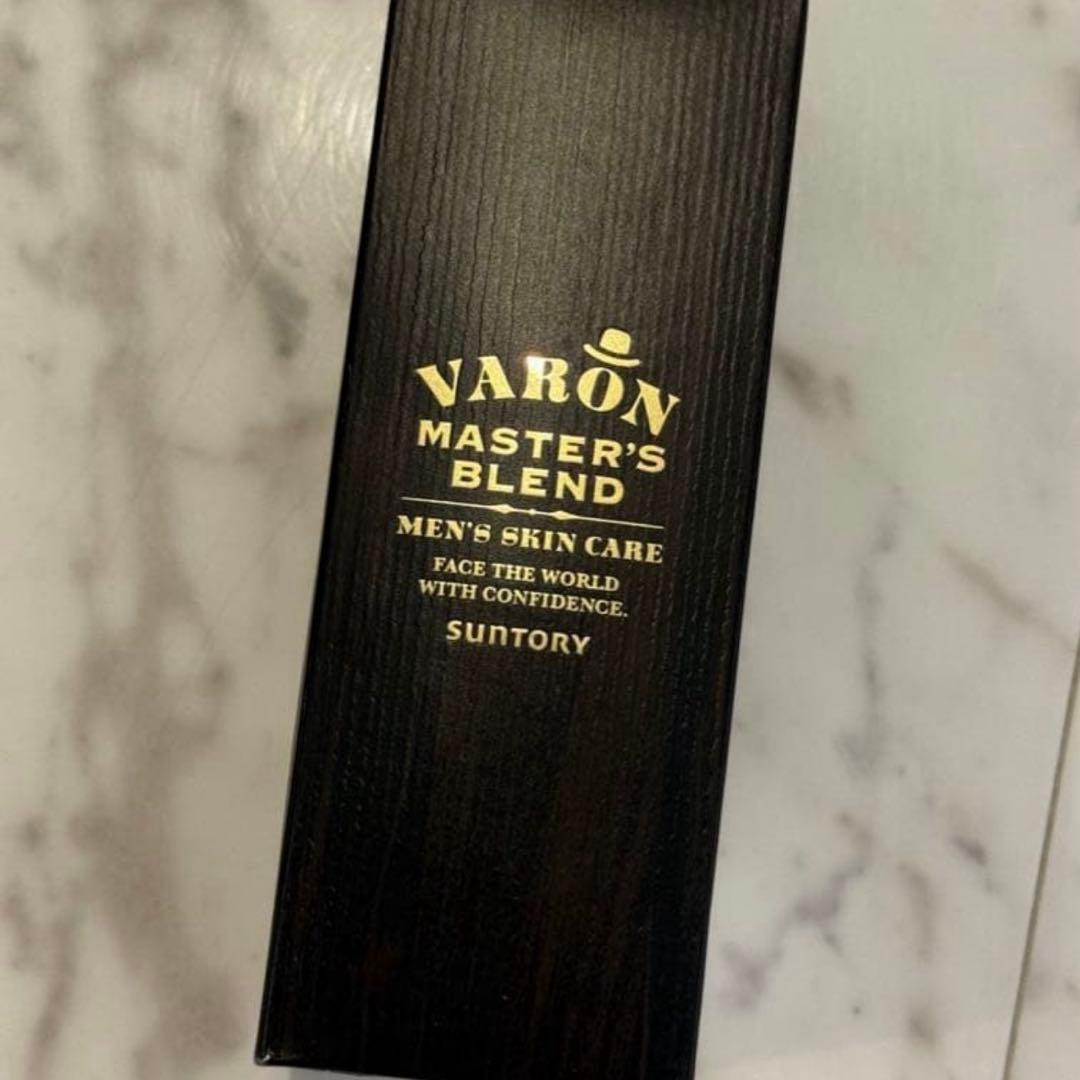 VARON
MASTER'S
BLEND
MEN'S SKIN CARE
FACE THE WORLD
WITH CONFIDENCE.
SUNTORY